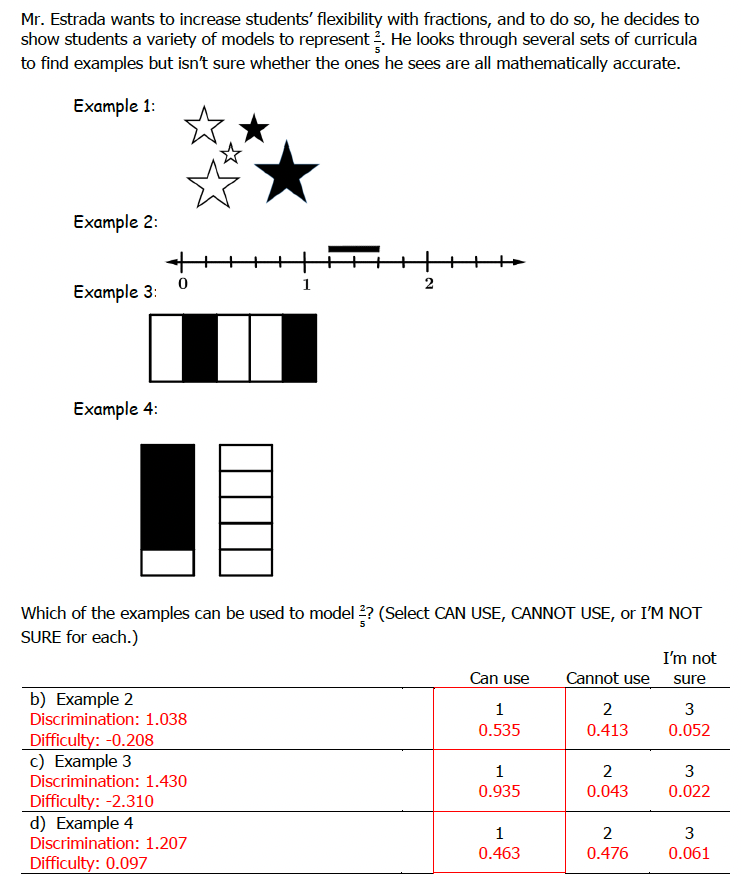 Mr. Estrada wants to increase students’ flexibility with fractions, and to do so, he decides to
show students a variety of models to represent 2/5. He looks through several sets of curricula
to find examples but isn’t sure whether the ones he sees are all mathematically accurate.
Example 1:
Example 2:
0 1 2
Example 3:
Example 4:
Which of the examples can be used to model 2/5? (Select CAN USE, CANNOT USE, or I’M NOT
SURE for each.)
I’m not
Can use Cannot use sure
b) Example 2
Discrimination: 1.038
Difficulty: -0.208
1 2 3
0.535 0.413 0.052
c) Example 3
Discrimination: 1.430
Difficulty: -2.310
1 2 3
0.935 0.043 0.022
d) Example 4
Discrimination: 1.207
Difficulty: 0.097
1 2 3
0.463 0.476 0.061